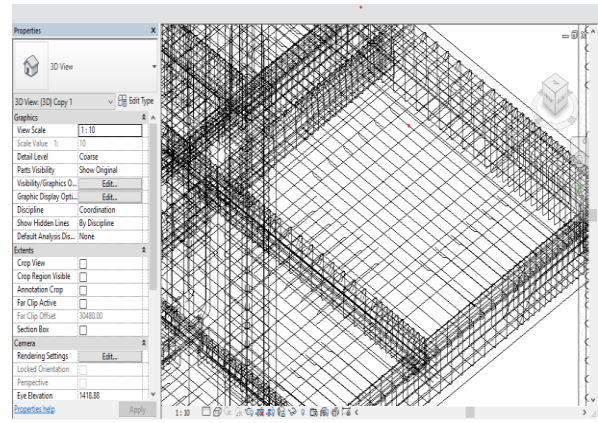 Properties X
3D View
3D View: {3D} Copy 1 Edit Type
Graphics
View Scale 1 : 10
Scale Value 1: 10
Detail Level Coarse
Parts Visibility Show Original
Visibility/Graphics O... Edit...
Graphic Display Opti... Edit...
Discipline Coordination
Show Hidden Lines By Discipline
Default Analysis Dis... None
Extents
Crop View
Crop Region Visible
Annotation Crop
Far Clip Active
Far Clip Offset 30480.00
Section Box
Camera
Rendering Settings Edit...
Locked Orientation
Perspective
Eye Elevation 1418.88
Properties help Apply
1 : 10